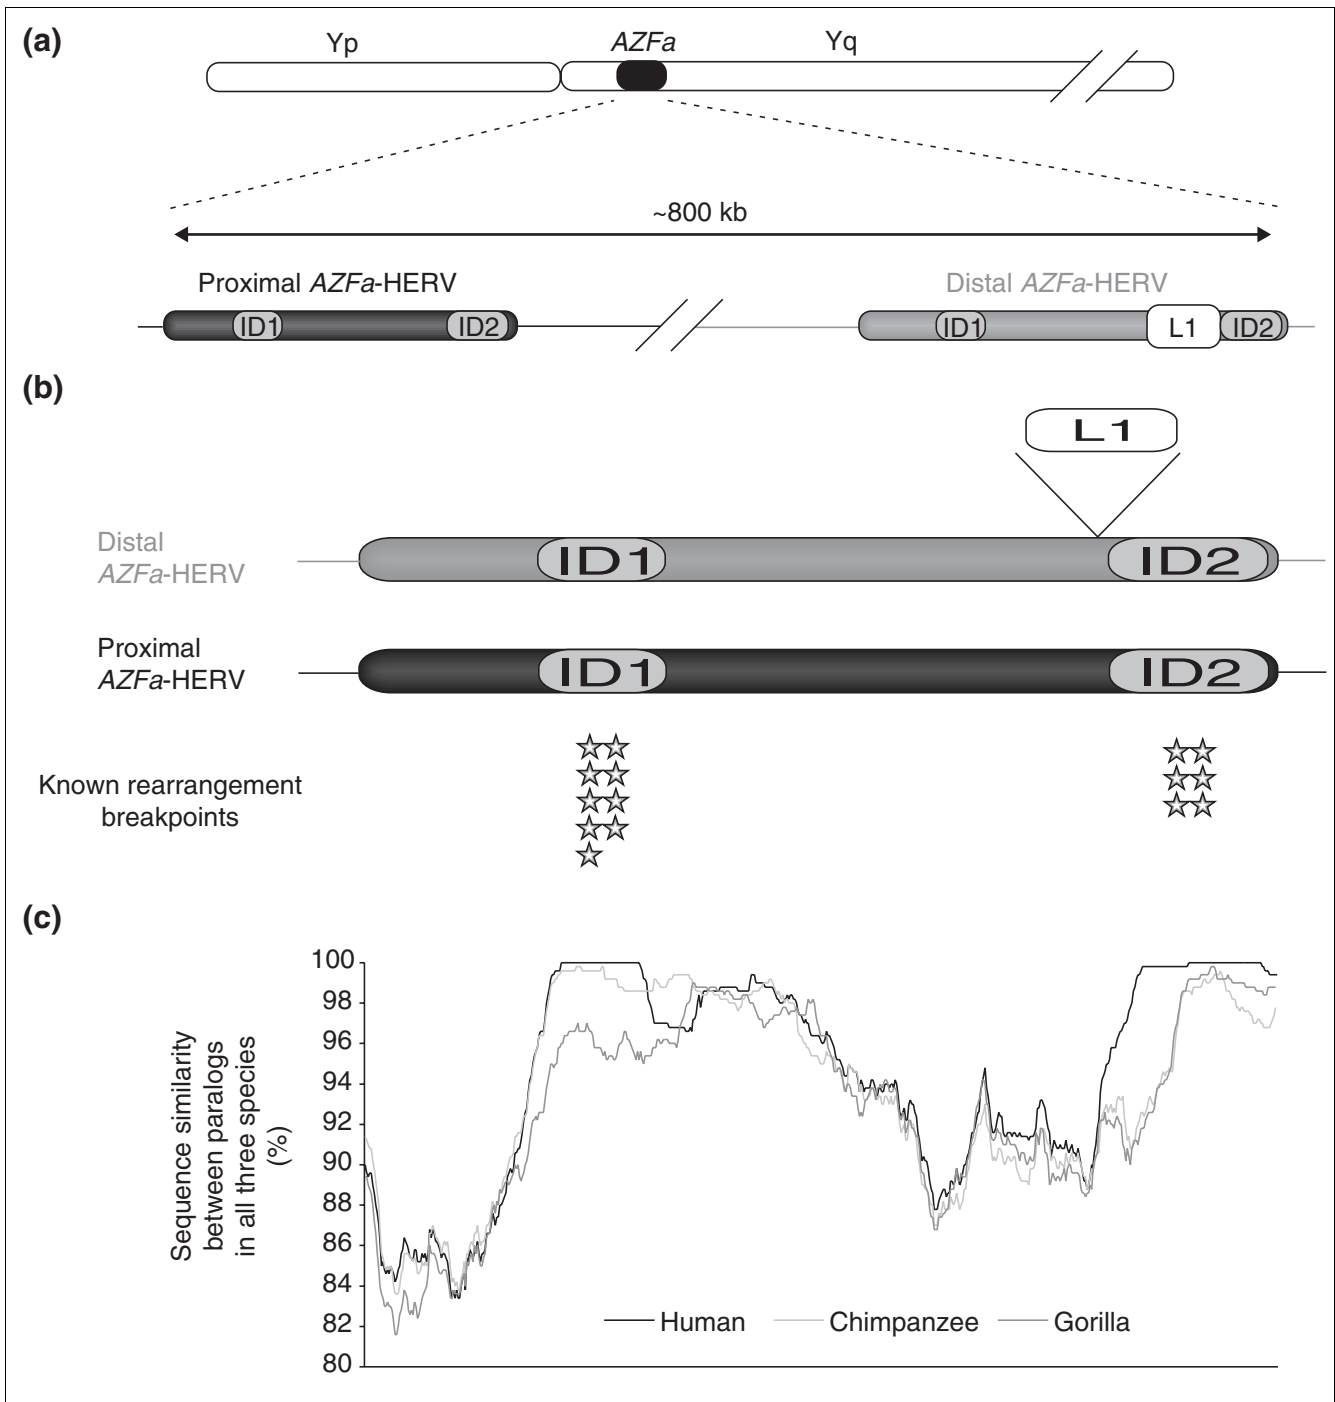 (a)
Yp
AZFa
Yq
~800 kb
Proximal AZFa-HERV
Distal AZFa-HERV
ID1
ID2
ID1
L1
ID2
(b)
L1
Distal
AZFa-HERV
ID1
ID2
Proximal
AZFa-HERV
ID1
ID2
Known rearrangement
breakpoints
(c)
Sequence similarity
between paralogs
in all three species
(%)
100
98
96
94
92
90
88
86
84
82
80
Human
Chimpanzee
Gorilla